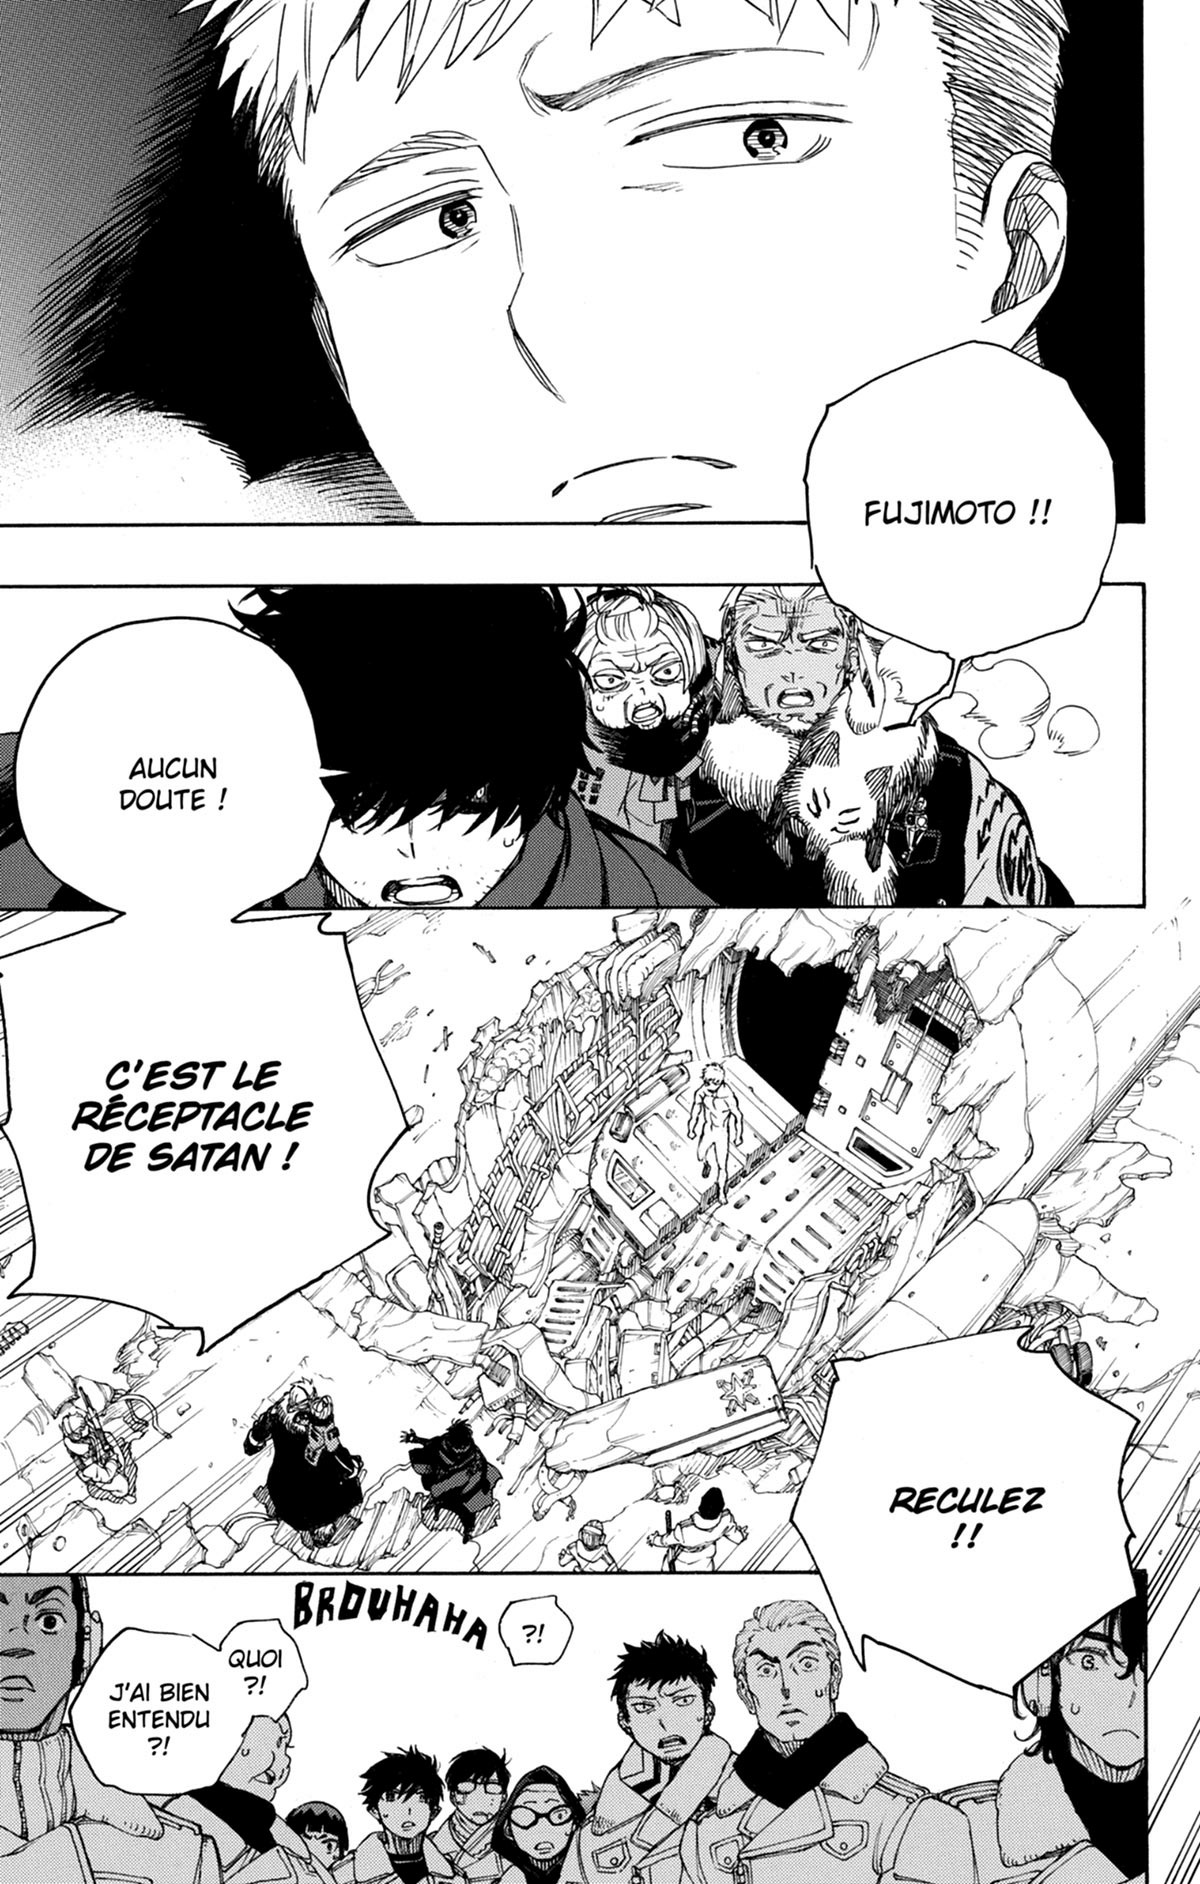 FUJIMOTO !!
AUCUN
DOUTE !
C'EST LE
RÉCEPTACLE
DE SATAN !
RECULEZ
!!
BROUHAHA
?!
QUOI
?!
J'AI BIEN
ENTENDU
?!